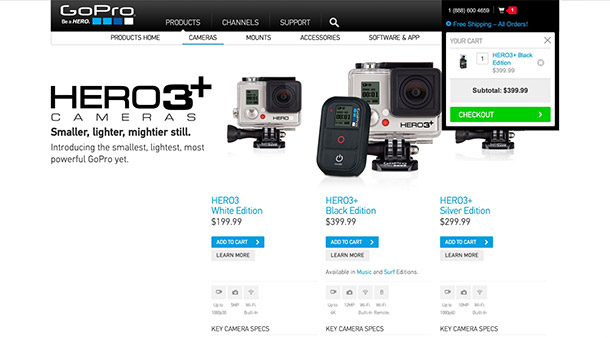 GoPro
Be a HERO.
PRODUCTS CHANNELS SUPPORT
1 (888) 600 4659 1
Free Shipping – All Orders!
PRODUCTS HOME CAMERAS MOUNTS ACCESSORIES SOFTWARE & APP
YOUR CART
1 HERO3+ Black
Edition
$399.99
Subtotal: $399.99
CHECKOUT
HERO3+
CAMERAS
Smaller, lighter, mightier still.
Introducing the smallest, lightest, most
powerful GoPro yet.
HERO
HERO3+
HERO3
White Edition
$199.99
ADD TO CART
LEARN MORE
HERO3+
Black Edition
$399.99
ADD TO CART
LEARN MORE
Available in Music and Surf Editions.
HERO3+
Silver Edition
$299.99
ADD TO CART
LEARN MORE
Up to 5MP Wi-Fi
1080p30 Built-In
Up to 12MP Wi-Fi Wi-Fi
4K Built-In Remote
Up to 10MP Wi-Fi
1080p60 Built-In
KEY CAMERA SPECS KEY CAMERA SPECS KEY CAMERA SPECS